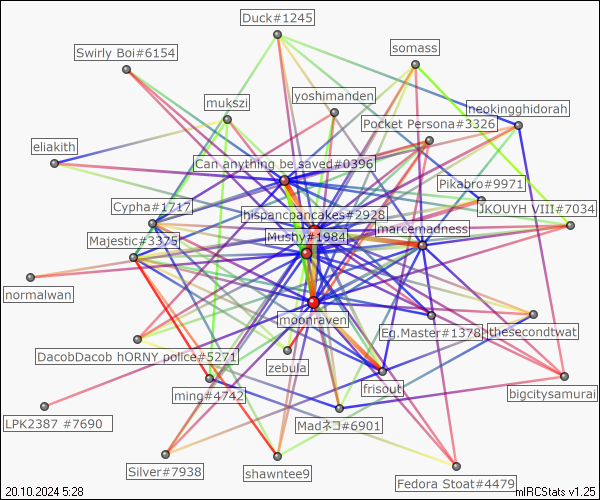 Duck#1245
somass
Swirly Boi#6154
yoshimanden
mukszi
neokingghidorah
Pocket Persona#3326
eliakith
Can anything be saved#0396
Pikabro#9971
Cypha#1717
JKOUYH VIII#7034
hispancpancakes#2928
marcemadness
Mushy#1984
Majestic#3375
normalwan
moonraven
Eg.Master#1378
thesecondtwat
DacobDacob hORNY police#5271
zebula
frisout
ming#4742
bigcitysamurai
LPK2387 #7690
Madネコ#6901
Silver#7938
shawntee9
Fedora Stoat#4479
20.10.2024 5:28
mIRCStats v1.25